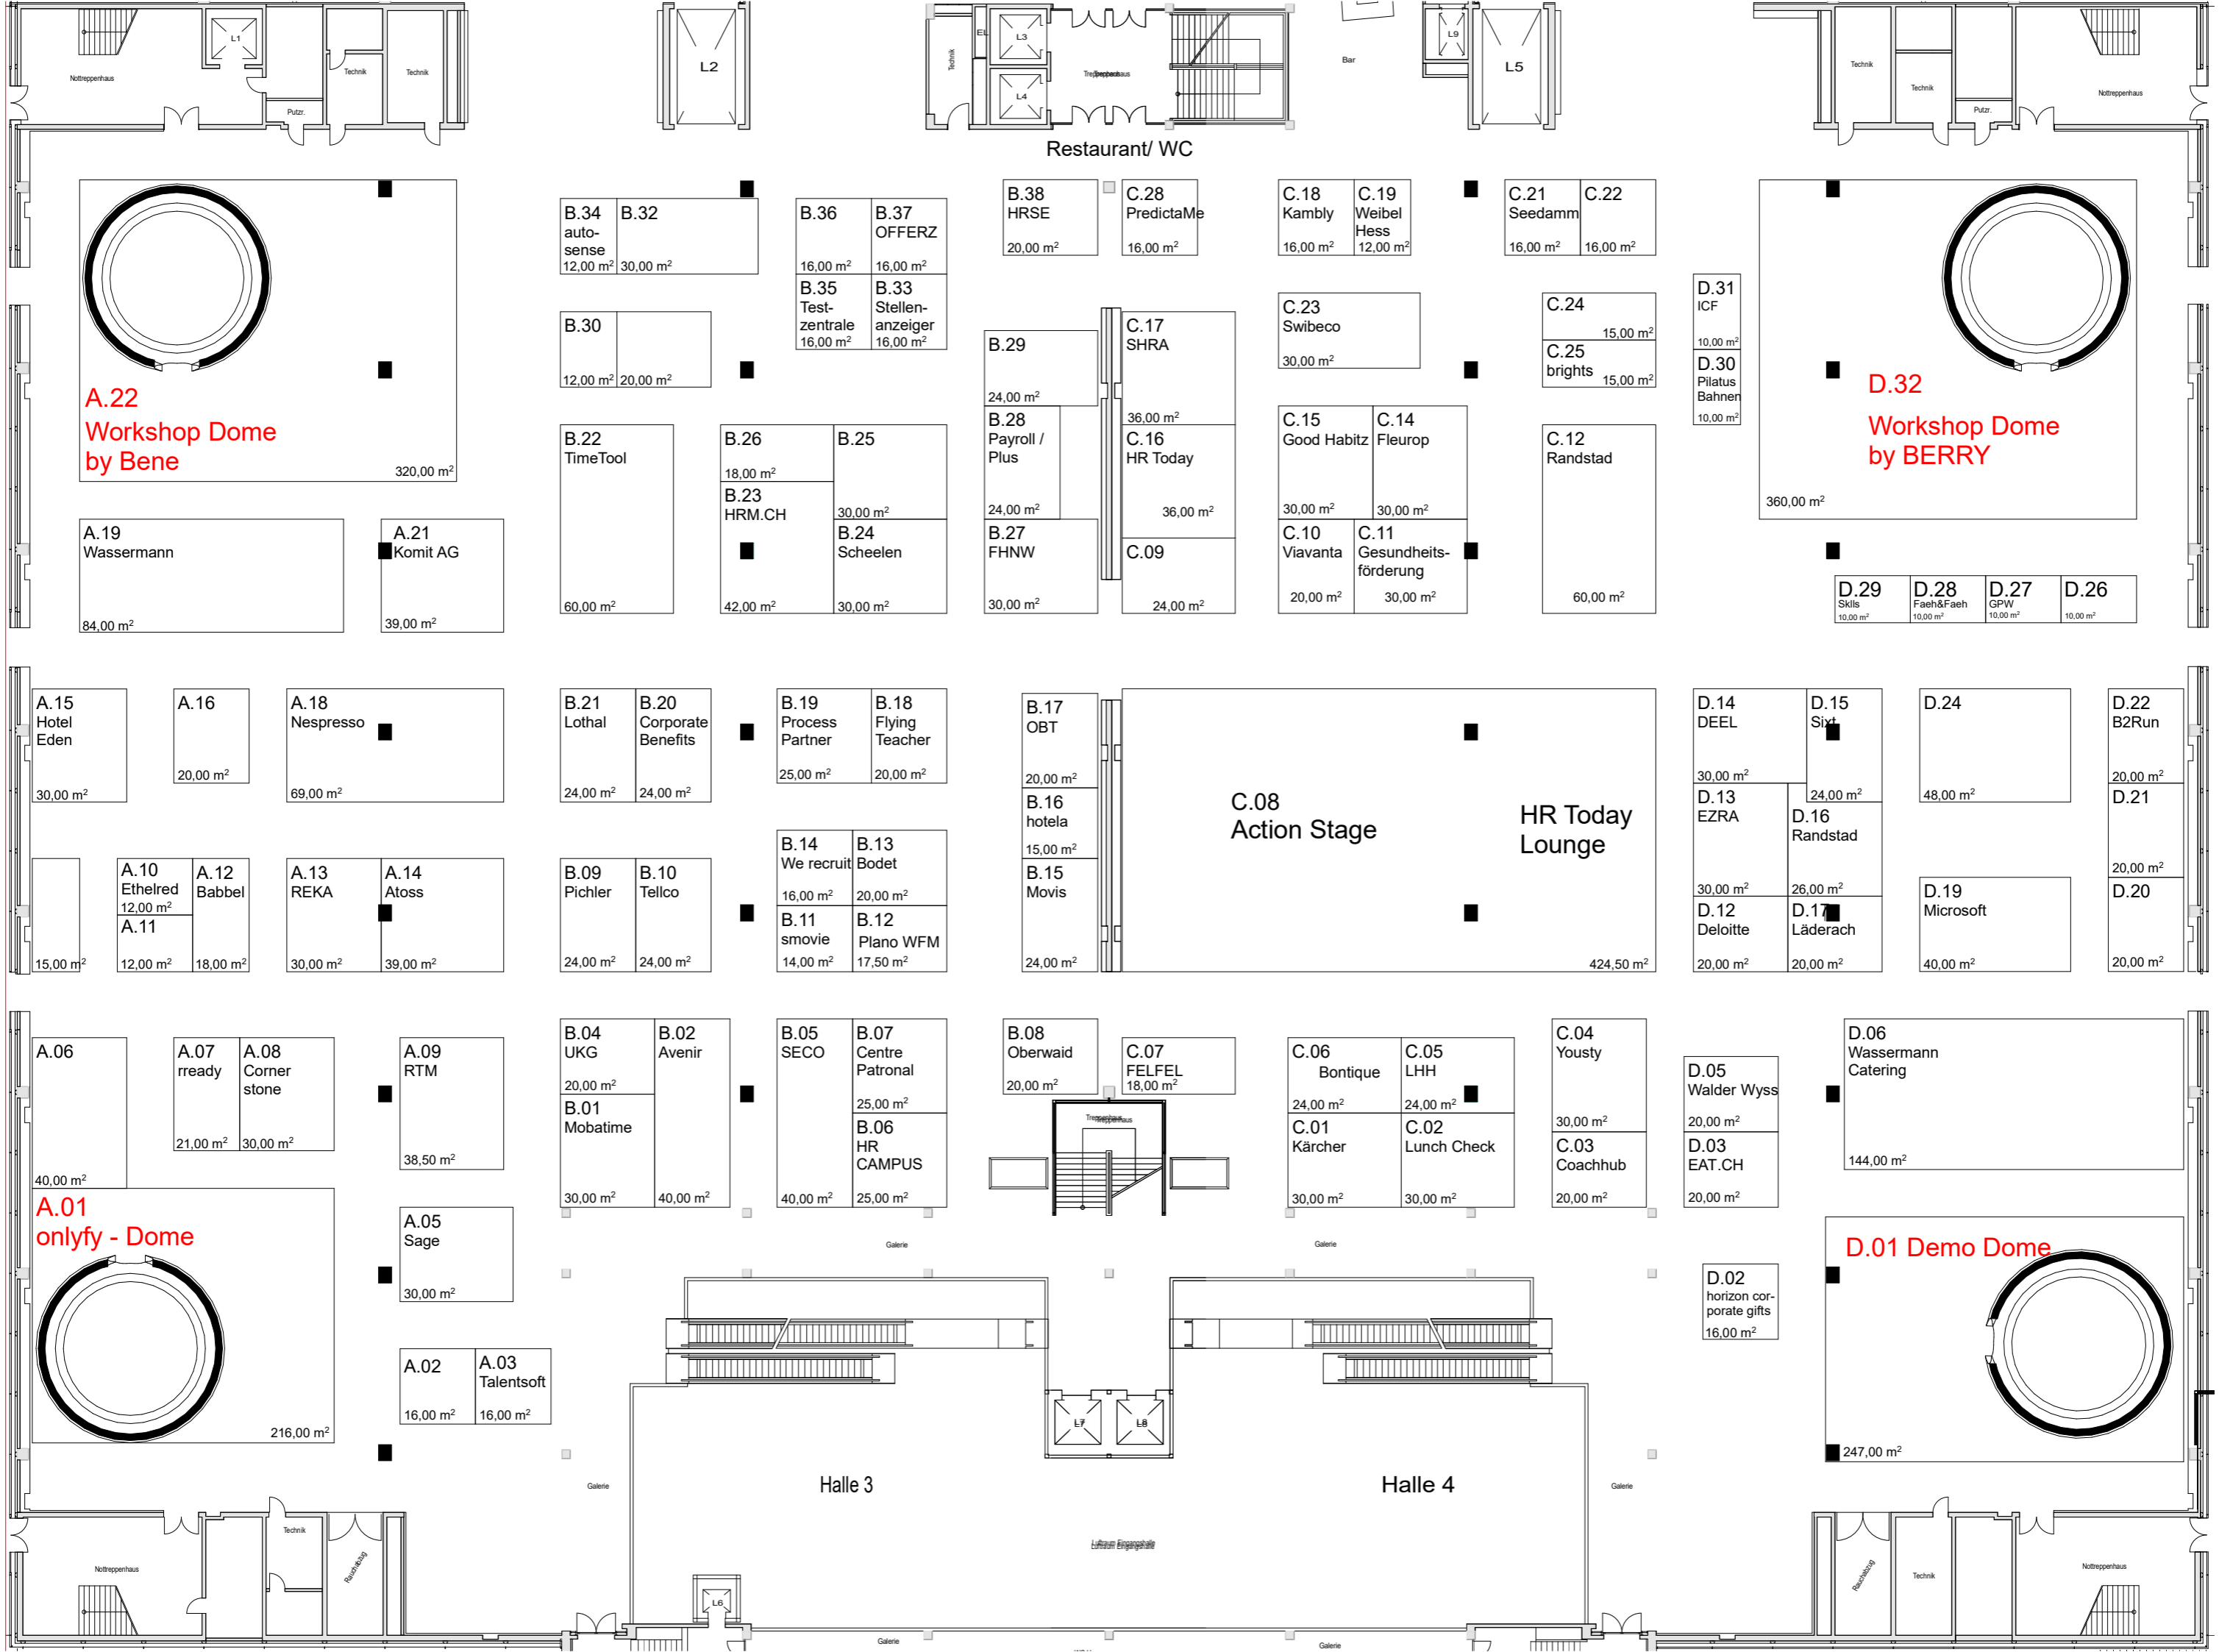 L1
Nottreppenhaus
Putzr.
Technik
Technik
L2
Technik
EL
L3
L4
Treppenhaus
Bar
L9
L5
Technik
Technik
Putzr.
Nottreppenhaus
Restaurant/ WC
A.22
Workshop Dome
by Bene
320,00 m²
B.34
auto-
sense
12,00 m²
B.32
30,00 m²
B.36
16,00 m²
B.37
OFFERZ
16,00 m²
B.35
Test-
zentrale
16,00 m²
B.33
Stellen-
anzeiger
16,00 m²
B.30
12,00 m²
20,00 m²
B.38
HRSE
20,00 m²
C.28
PredictaMe
16,00 m²
C.18
Kambly
16,00 m²
C.19
Weibel
Hess
12,00 m²
C.21
Seedamm
16,00 m²
C.22
16,00 m²
B.29
24,00 m²
C.17
SHRA
36,00 m²
C.23
Swibeco
30,00 m²
C.24
15,00 m²
C.25
brights
15,00 m²
D.31
ICF
10,00 m²
D.30
Pilatus
Bahnen
10,00 m²
D.32
Workshop Dome
by BERRY
360,00 m²
A.19
Wassermann
84,00 m²
A.21
Komit AG
39,00 m²
B.22
TimeTool
60,00 m²
B.26
18,00 m²
B.25
30,00 m²
B.23
HRM.CH
42,00 m²
B.24
Scheelen
30,00 m²
B.28
Payroll /
Plus
24,00 m²
B.27
FHNW
30,00 m²
C.16
HR Today
36,00 m²
C.09
24,00 m²
C.15
Good Habitz
30,00 m²
C.14
Fleurop
30,00 m²
C.10
Viavanta
20,00 m²
C.11
Gesundheits-
förderung
30,00 m²
C.12
Randstad
60,00 m²
D.29
Sklls
10,00 m²
D.28
Faeh&Faeh
10,00 m²
D.27
GPW
10,00 m²
D.26
10,00 m²
A.15
Hotel
Eden
30,00 m²
A.16
20,00 m²
A.18
Nespresso
69,00 m²
B.21
Lothal
24,00 m²
B.20
Corporate
Benefits
24,00 m²
B.19
Process
Partner
25,00 m²
B.18
Flying
Teacher
20,00 m²
B.17
OBT
20,00 m²
B.16
hotela
15,00 m²
B.15
Movis
24,00 m²
C.08
Action Stage
HR Today
Lounge
424,50 m²
D.14
DEEL
30,00 m²
D.15
Sixt
24,00 m²
D.24
48,00 m²
D.22
B2Run
20,00 m²
D.13
EZRA
30,00 m²
D.16
Randstad
26,00 m²
D.21
20,00 m²
D.12
Deloitte
20,00 m²
D.17
Läderach
20,00 m²
D.19
Microsoft
40,00 m²
D.20
20,00 m²
15,00 m²
A.10
Ethelred
12,00 m²
A.11
12,00 m²
A.12
Babbel
18,00 m²
A.13
REKA
30,00 m²
A.14
Atoss
39,00 m²
B.09
Pichler
24,00 m²
B.10
Tellco
24,00 m²
B.14
We recruit
16,00 m²
B.13
Bodet
20,00 m²
B.11
smovie
14,00 m²
B.12
Plano WFM
17,50 m²
A.06
40,00 m²
A.07
rready
21,00 m²
A.08
Corner
stone
30,00 m²
A.09
RTM
38,50 m²
B.04
UKG
20,00 m²
B.02
Avenir
40,00 m²
B.01
Mobatime
30,00 m²
B.05
SECO
40,00 m²
B.07
Centre
Patronal
25,00 m²
B.06
HR
CAMPUS
25,00 m²
B.08
Oberwaid
20,00 m²
C.07
FELFEL
18,00 m²
Treppenhaus
C.06
Bontique
24,00 m²
C.05
LHH
24,00 m²
C.01
Kärcher
30,00 m²
C.02
Lunch Check
30,00 m²
C.04
Yousty
30,00 m²
C.03
Coachhub
20,00 m²
D.05
Walder Wyss
20,00 m²
D.03
EAT.CH
20,00 m²
D.06
Wassermann
Catering
144,00 m²
A.01
onlyfy - Dome
216,00 m²
A.05
Sage
30,00 m²
A.02
16,00 m²
A.03
Talentsoft
16,00 m²
Galerie
Galerie
D.02
horizon cor-
porate gifts
16,00 m²
D.01 Demo Dome
247,00 m²
L7
L8
Halle 3
Halle 4
Galerie
Galerie
Luftraum Eingangshalle
Nottreppenhaus
Technik
Rauchabzug
L6
Galerie
Galerie
Rauchabzug
Technik
Nottreppenhaus